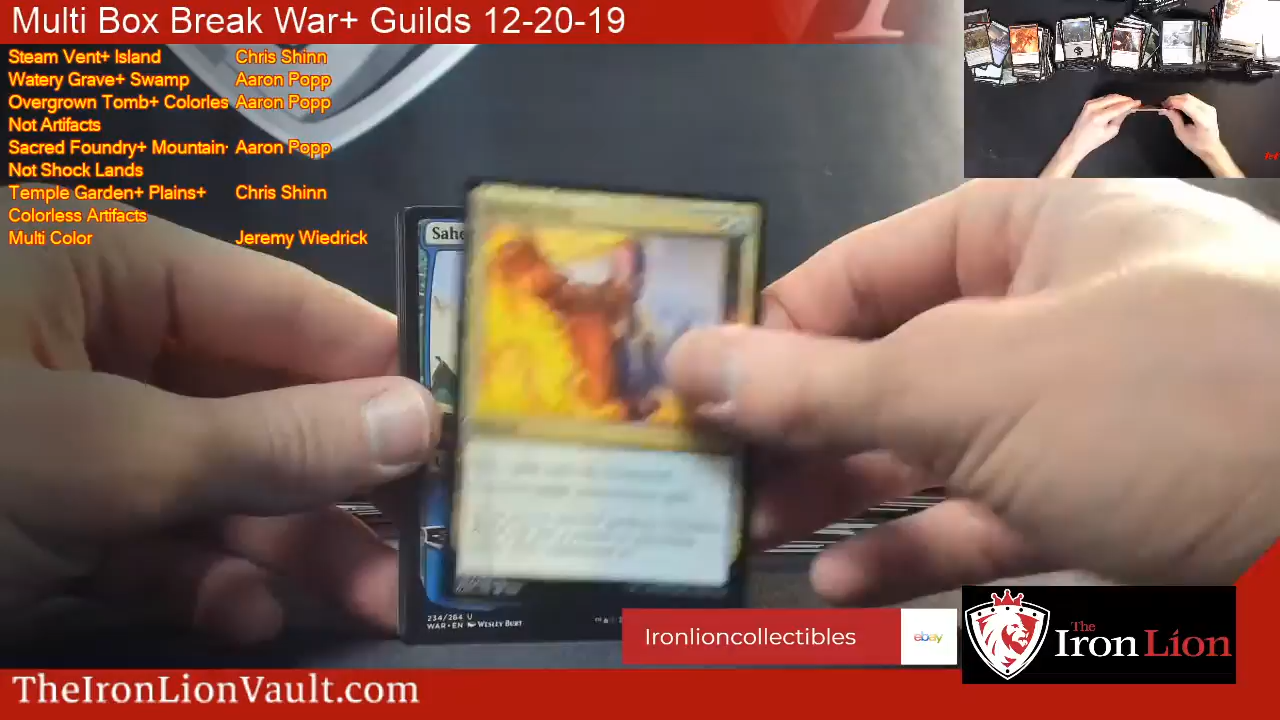 Multi Box Break War+ Guilds 12-20-19
Steam Vent+ Island Chris Shinn
Watery Grave+ Swamp Aaron Popp
Overgrown Tomb+ Colorles Aaron Popp
Not Artifacts
Sacred Foundry+ Mountain Aaron Popp
Not Shock Lands
Temple Garden+ Plains+ Chris Shinn
Colorless Artifacts
Multi Color Jeremy Wiedrick
Sahe
234/264 U
WAR • EN Wesley Burt
Ironlioncollectibles
ebay
The
Iron Lion
TheIronLionVault.com